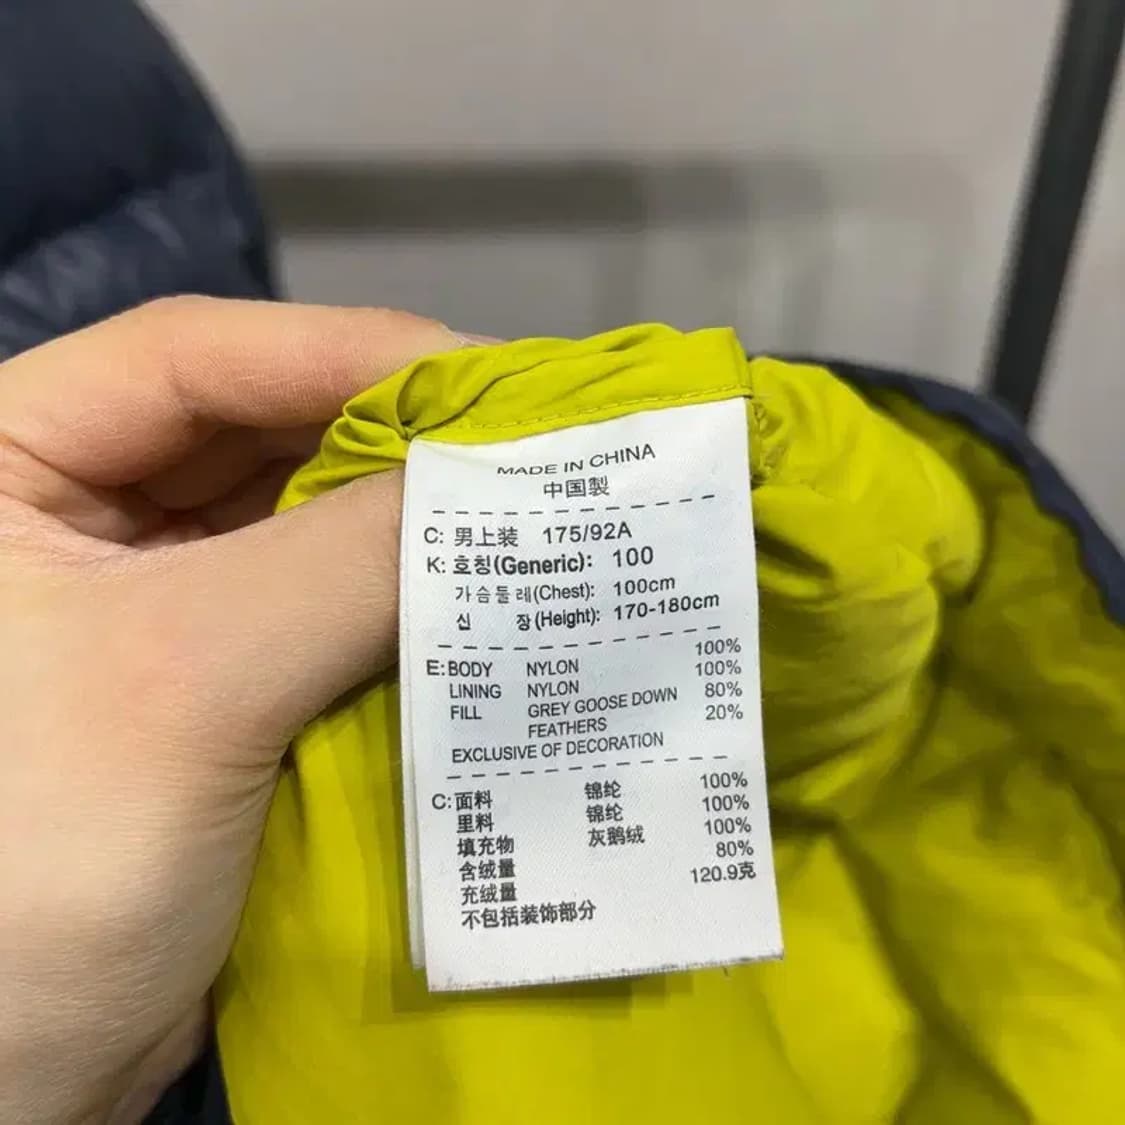 MADE IN CHINA
中国製
C: 男上装 175/92A
K: 호칭(Generic): 100
가슴둘레(Chest): 100cm
신 장(Height): 170-180cm
E: BODY NYLON 100%
LINING NYLON 100%
FILL GREY GOOSE DOWN 80%
FEATHERS 20%
EXCLUSIVE OF DECORATION
C: 面料 锦纶 100%
里料 锦纶 100%
填充物 灰鹅绒 100%
含绒量 80%
充绒量 120.9克
不包括装饰部分